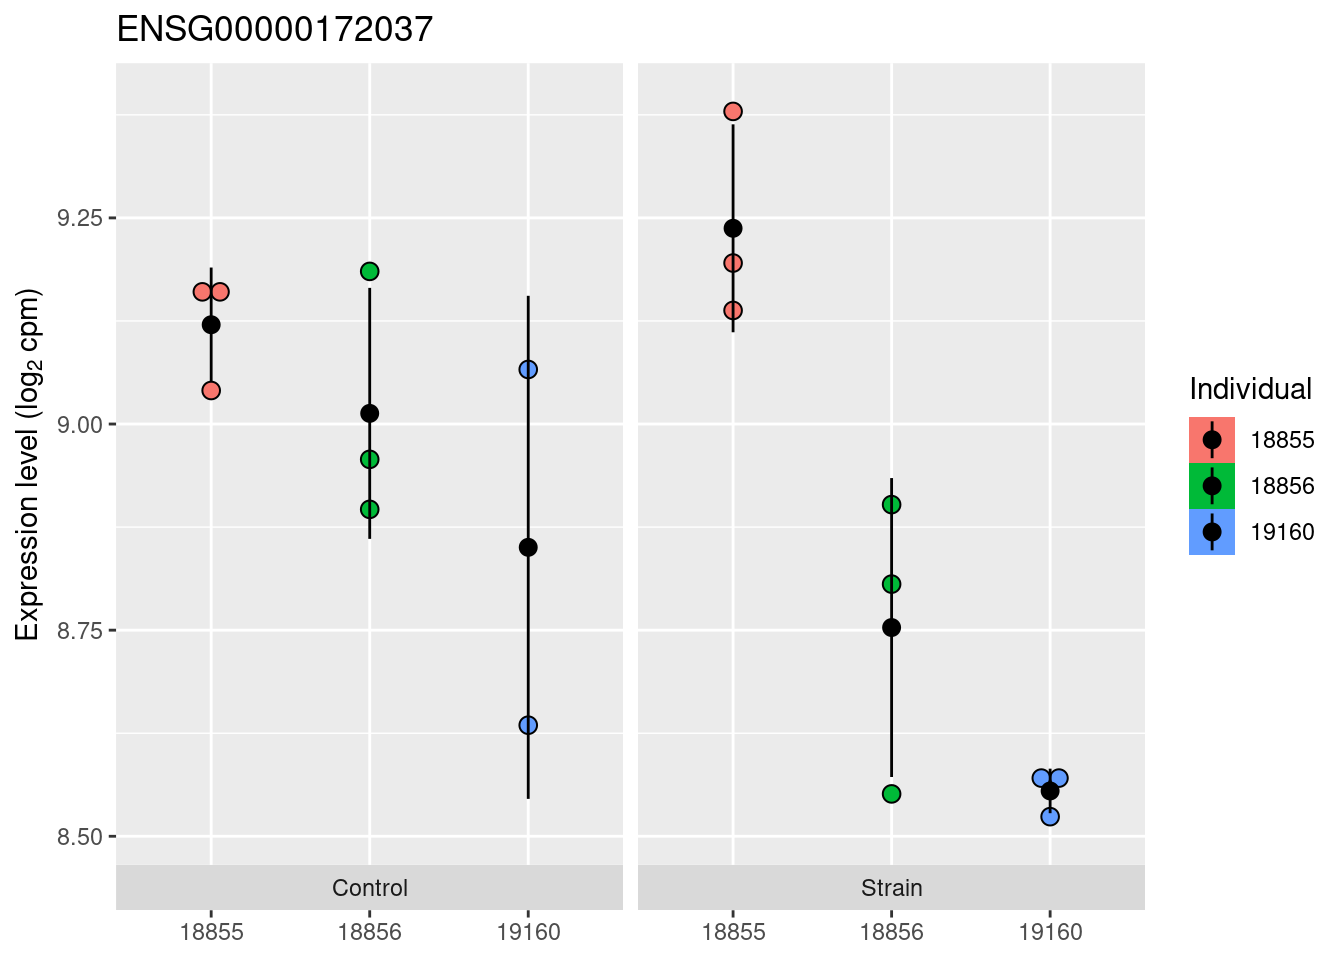 ENSG00000172037
Expression level (log₂ cpm)
9.25
9.00
8.75
8.50
Control
Strain
18855
18856
19160
18855
18856
19160
Individual
18855
18856
19160